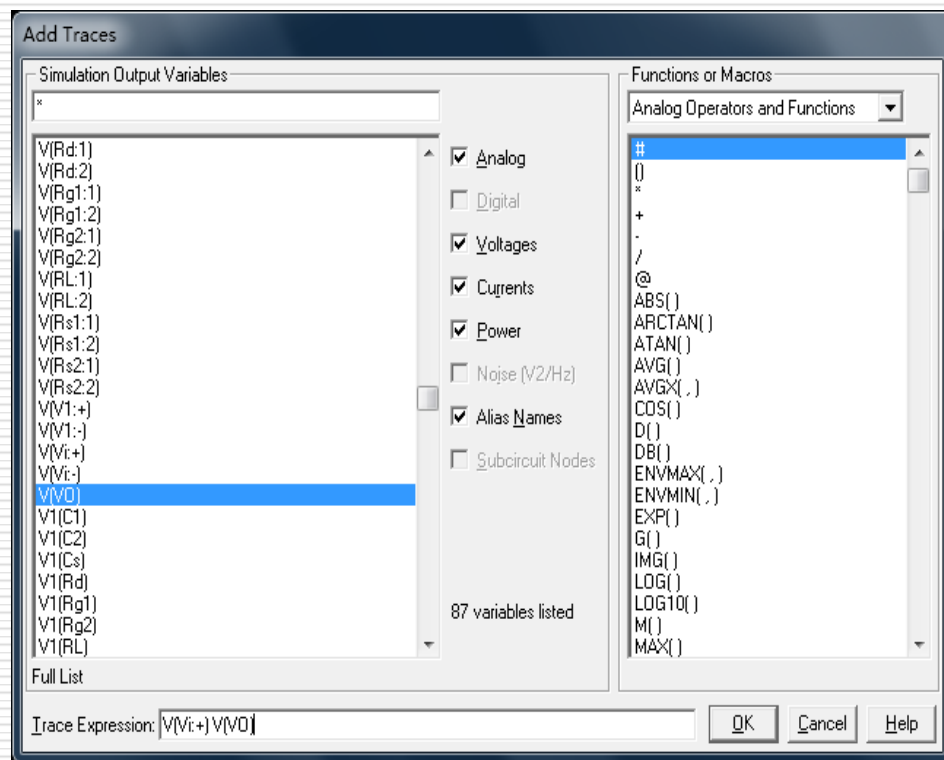 Add Traces
Simulation Output Variables
*
V(Rd:1)
V(Rd:2)
V(Rg1:1)
V(Rg1:2)
V(Rg2:1)
V(Rg2:2)
V(RL:1)
V(RL:2)
V(Rs1:1)
V(Rs1:2)
V(Rs2:1)
V(Rs2:2)
V(V1:+)
V(V1:-)
V(Vi:+)
V(Vi:-)
V(VO)
V1(C1)
V1(C2)
V1(Cs)
V1(Rd)
V1(Rg1)
V1(Rg2)
V1(RL)
Full List
Analog
Digital
Voltages
Currents
Power
Noise (V2/Hz)
Alias Names
Subcircuit Nodes
87 variables listed
Functions or Macros
Analog Operators and Functions
#
()
*
+
-
/
@
ABS( )
ARCTAN( )
ATAN( )
AVG( )
AVGX( , )
COS( )
D( )
DB( )
ENVMAX( , )
ENVMIN( , )
EXP( )
G( )
IMG( )
LOG( )
LOG10( )
M( )
MAX( )
Trace Expression: V(Vi:+) V(VO)
OK
Cancel
Help